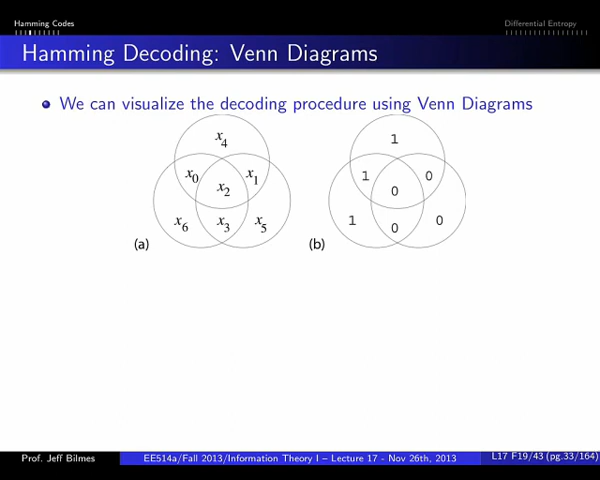 Hamming Codes
Differential Entropy
Hamming Decoding: Venn Diagrams
We can visualize the decoding procedure using Venn Diagrams
x4
x0
x1
x2
x6
x3
x5
(a)
1
1
0
0
1
0
0
(b)
Prof. Jeff Bilmes
EE514a/Fall 2013/Information Theory I – Lecture 17 - Nov 26th, 2013
L17 F19/43 (pg.33/164)